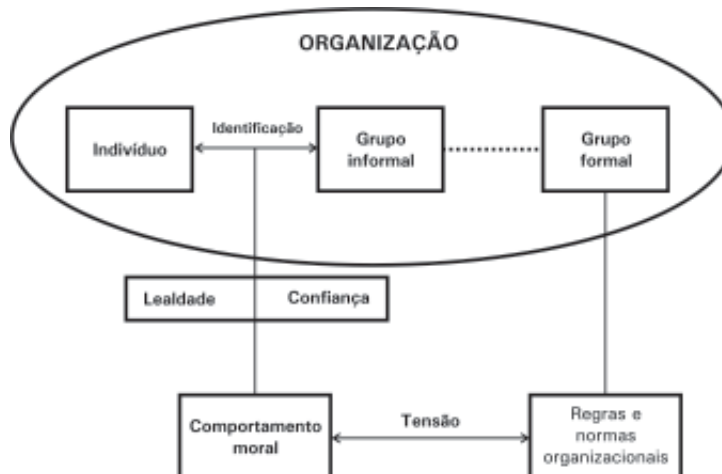 ORGANIZAÇÃO
Indivíduo
Identificação
Grupo
informal
Grupo
formal
Lealdade
Confiança
Comportamento
moral
Tensão
Regras e
normas
organizacionais